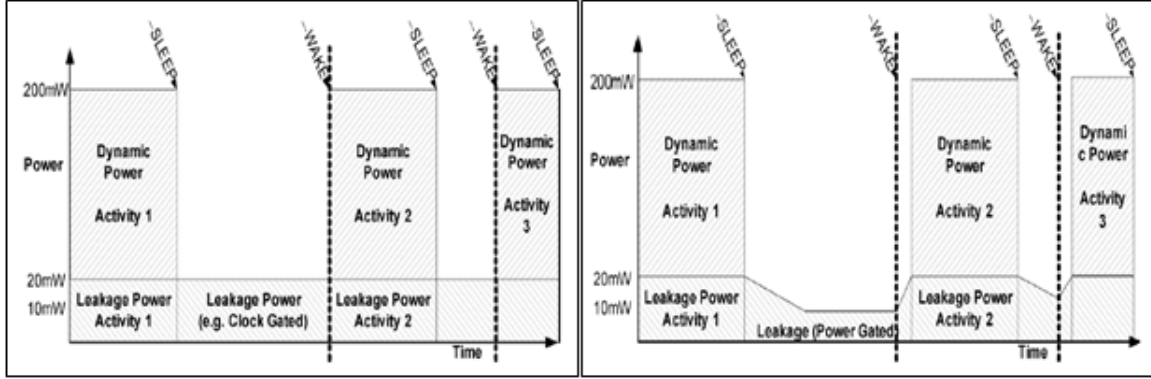 ~SLEEP
~WAKE
~SLEEP
~WAKE
~SLEEP
200mW
Dynamic
Power
Activity 1
Dynamic
Power
Activity 2
Dynamic
Power
Activity
3
Power
20mW
10mW
Leakage Power
Activity 1
Leakage Power
(e.g. Clock Gated)
Leakage Power
Activity 2
Time
~SLEEP
~WAKE
~SLEEP
~WAKE
~SLEEP
200mW
Dynamic
Power
Activity 1
Dynamic
Power
Activity 2
Dynami
c Power
Activity
3
Power
20mW
10mW
Leakage Power
Activity 1
Leakage (Power Gated)
Leakage Power
Activity 2
Time